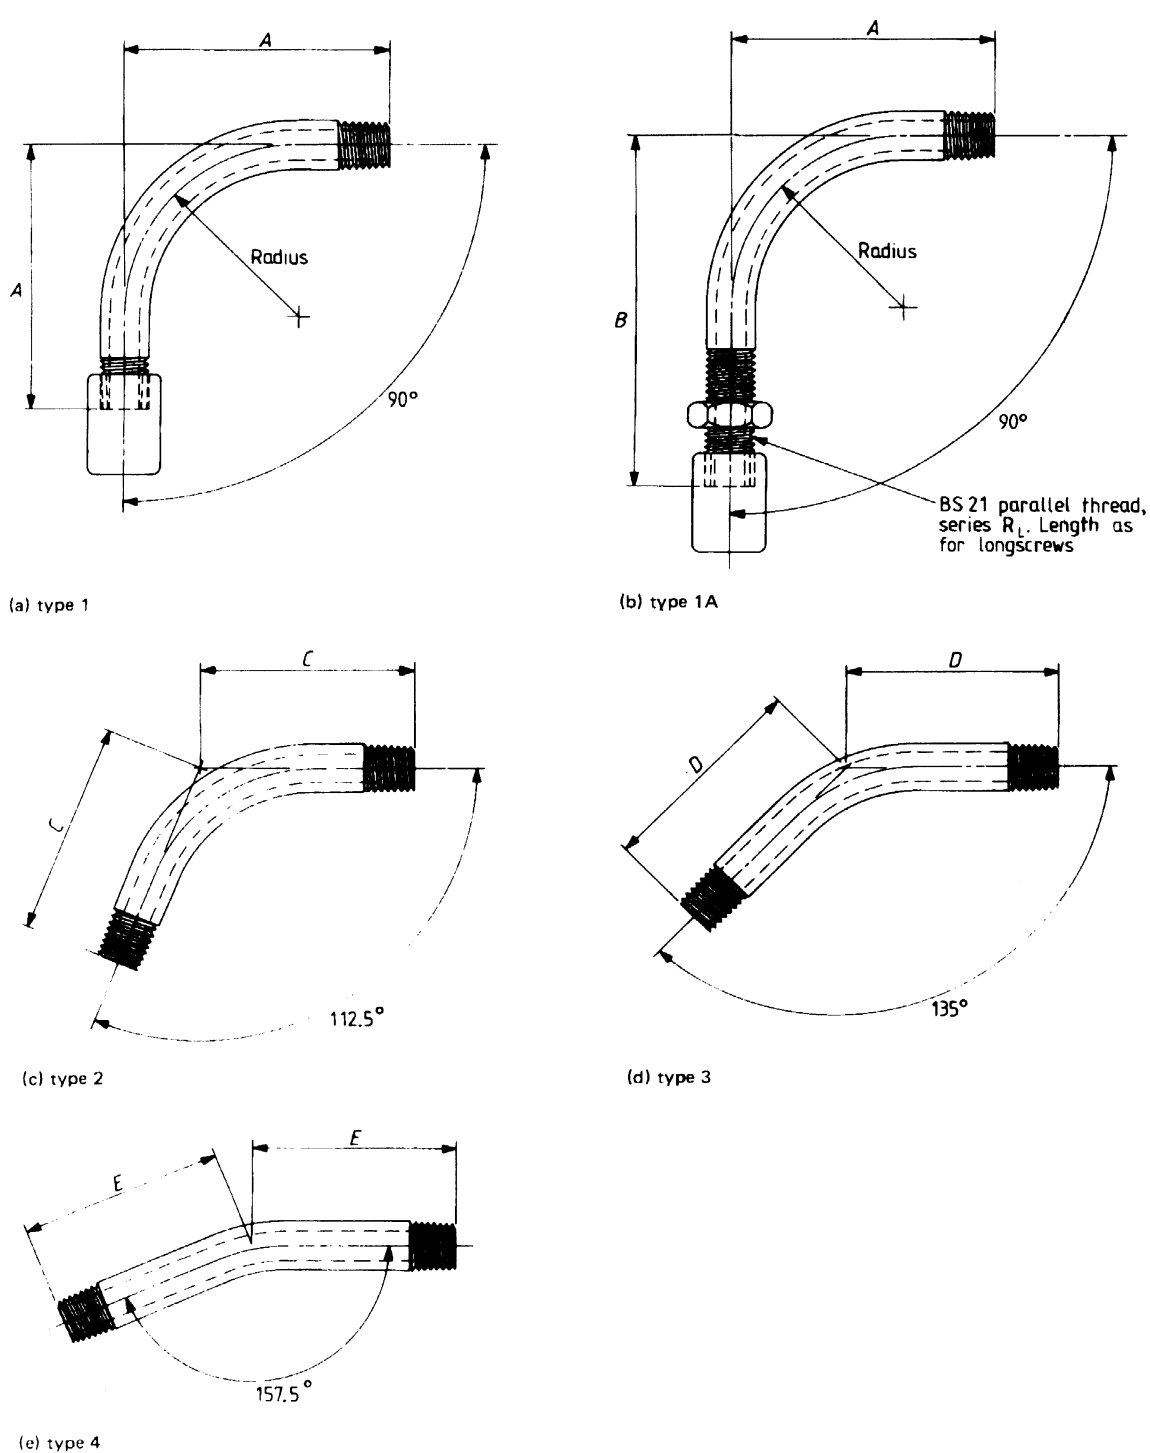 A
A
Radius
90°
(a) type 1
A
B
Radius
90°
BS 21 parallel thread,
series RL. Length as
for longscrews
(b) type 1A
C
C
112.5°
(c) type 2
D
D
135°
(d) type 3
E
E
157.5°
(e) type 4